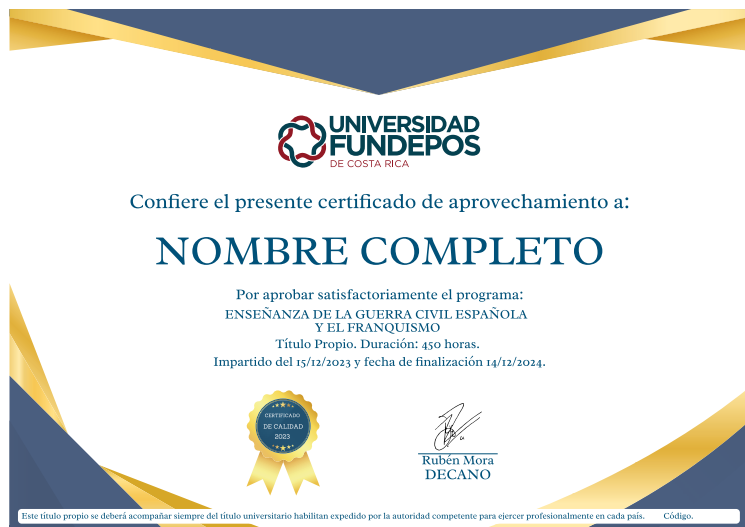 UNIVERSIDAD
FUNDEPOS
DE COSTA RICA
Confiere el presente certificado de aprovechamiento a:
NOMBRE COMPLETO
Por aprobar satisfactoriamente el programa:
ENSEÑANZA DE LA GUERRA CIVIL ESPAÑOLA
Y EL FRANQUISMO
Título Propio. Duración: 450 horas.
Impartido del 15/12/2023 y fecha de finalización 14/12/2024.
CERTIFICADO
DE CALIDAD
2023
Rubén Mora
DECANO
Este título propio se deberá acompañar siempre del título universitario habilitan expedido por la autoridad competente para ejercer profesionalmente en cada país. Código.